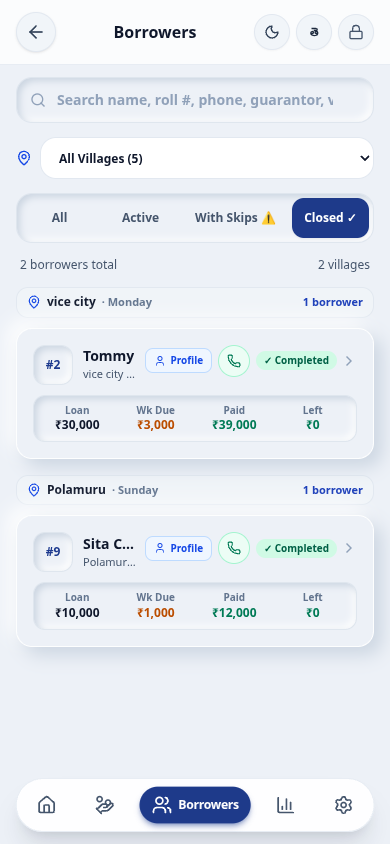 Borrowers
Search name, roll #, phone, guarantor,
All Villages (5)
All Active With Skips ⚠️ Closed ✓
2 borrowers total 2 villages
vice city · Monday 1 borrower
#2 Tommy Profile ✓ Completed
vice city ...
Loan Wk Due Paid Left
₹30,000 ₹3,000 ₹39,000 ₹0
Polamuru · Sunday 1 borrower
#9 Sita C... Profile ✓ Completed
Polamur...
Loan Wk Due Paid Left
₹10,000 ₹1,000 ₹12,000 ₹0
Borrowers